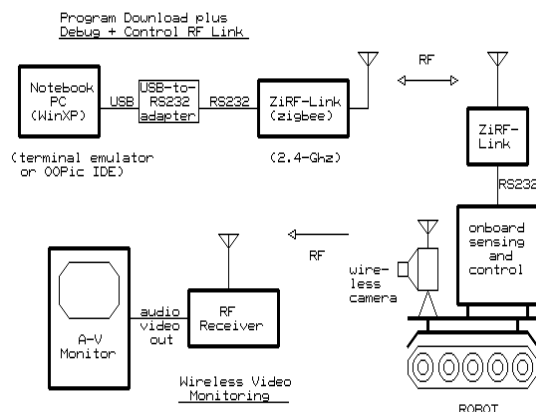 Program Download plus
Debug + Control RF Link
Notebook
PC
(WinXP)
USB
USB-to-
RS232
adapter
RS232
ZiRF-Link
(zigbee)
RF
ZiRF-
Link
(terminal emulator
or OOPic IDE)
(2.4-Ghz)
RS232
onboard
sensing
and
control
RF
wire-
less
camera
A-V
Monitor
audio
video
out
RF
Receiver
Wireless Video
Monitoring
ROBOT